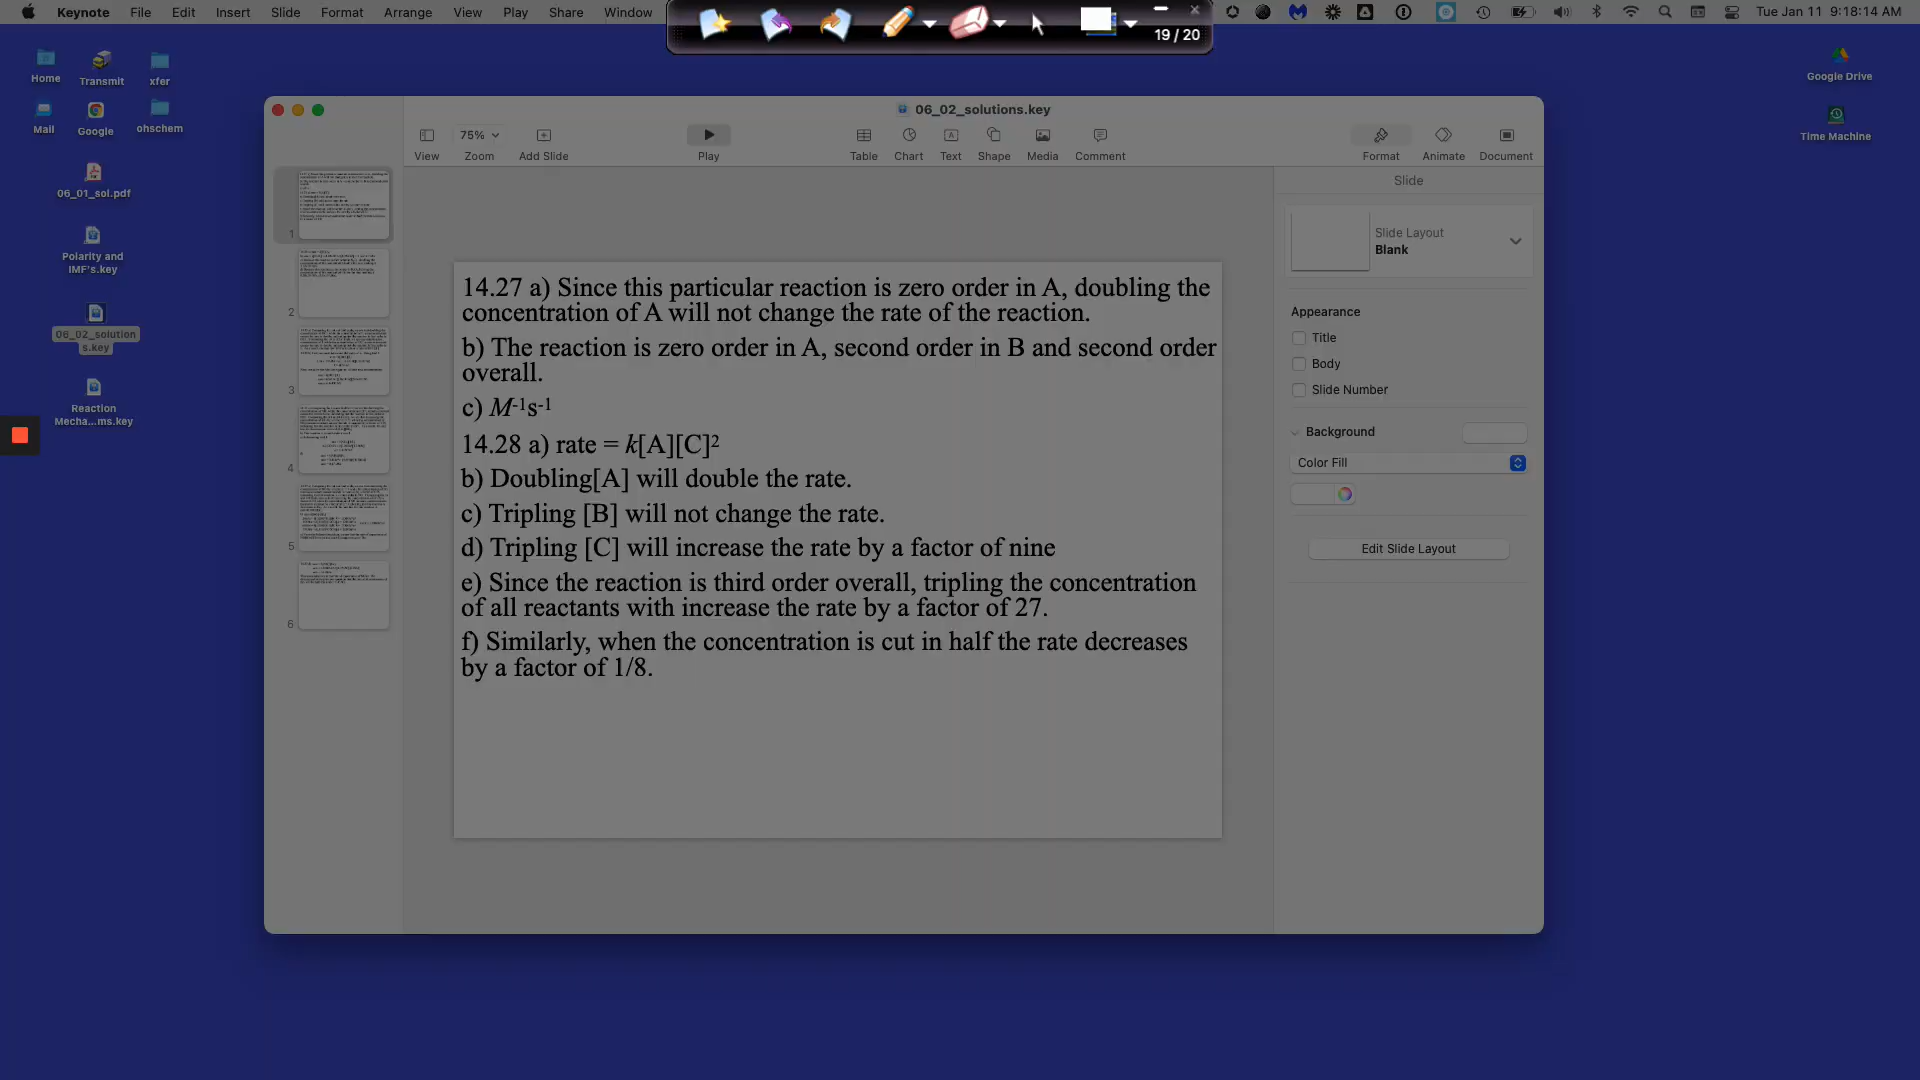 Keynote File Edit Insert Slide Format Arrange View Play Share Window
Tue Jan 11 9:18:14 AM
19 / 20
Home
Transmit
xfer
Mail
Google
ohschem
06_01_sol.pdf
Polarity and
IMF's.key
06_02_solution
s.key
Reaction
Mecha...ms.key
Google Drive
Time Machine
06_02_solutions.key
75%
View
Zoom
Add Slide
Play
Table
Chart
Text
Shape
Media
Comment
Format
Animate
Document
1
2
3
4
5
6
14.27 a) Since this particular reaction is zero order in A, doubling the
concentration of A will not change the rate of the reaction.
b) The reaction is zero order in A, second order in B and second order
overall.
c) M⁻¹s⁻¹
14.28 a) rate = k[A][C]²
b) Doubling[A] will double the rate.
c) Tripling [B] will not change the rate.
d) Tripling [C] will increase the rate by a factor of nine
e) Since the reaction is third order overall, tripling the concentration
of all reactants with increase the rate by a factor of 27.
f) Similarly, when the concentration is cut in half the rate decreases
by a factor of 1/8.
Slide
Slide Layout
Blank
Appearance
Title
Body
Slide Number
Background
Color Fill
Edit Slide Layout